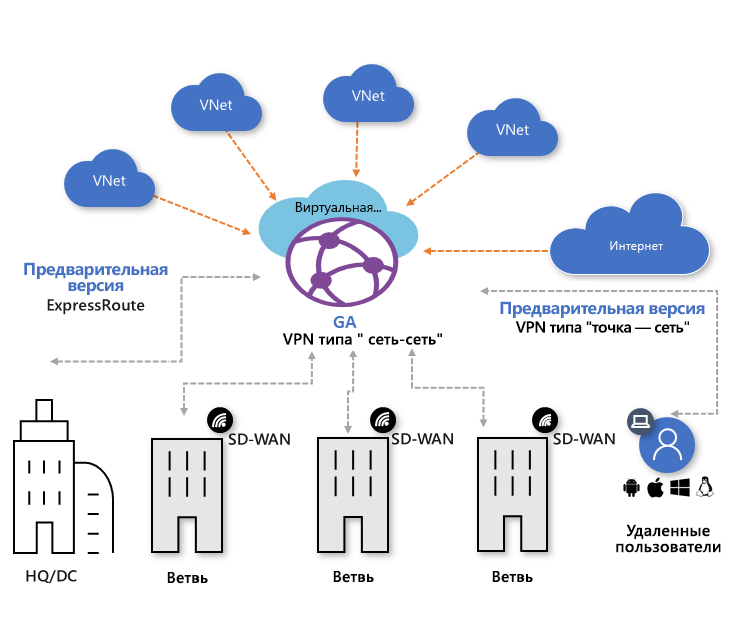 VNet
VNet
VNet
VNet
Виртуальная...
Интернет
Предварительная
версия
ExpressRoute
Предварительная версия
VPN типа "точка — сеть"
GA
VPN типа " сеть-сеть"
SD-WAN
SD-WAN
SD-WAN
HQ/DC
Ветвь
Ветвь
Ветвь
Удаленные
пользователи